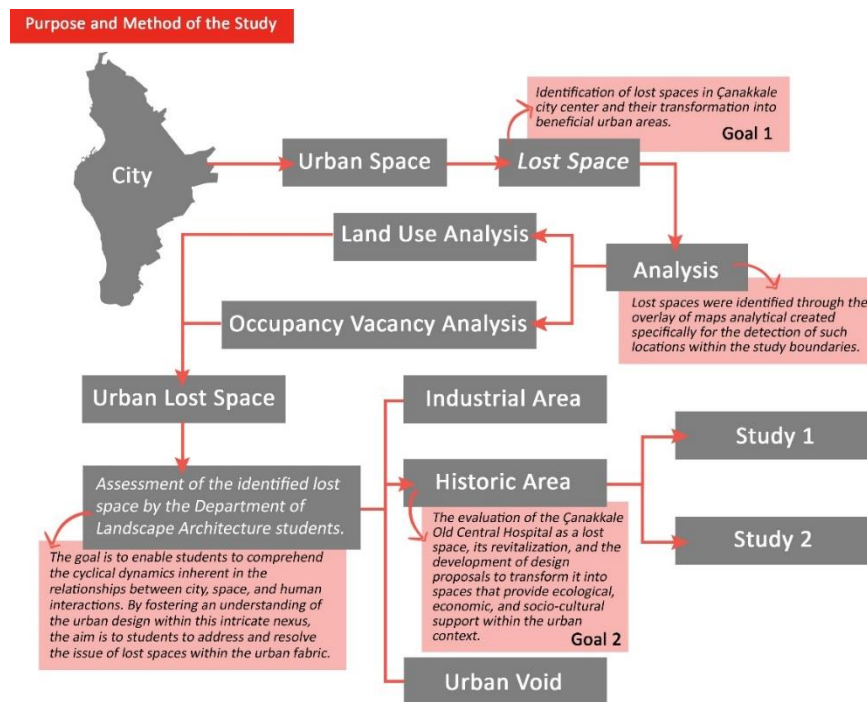 Purpose and Method of the Study
City
Urban Space
Lost Space
Identification of lost spaces in Çanakkale
city center and their transformation into
beneficial urban areas.
Goal 1
Land Use Analysis
Analysis
Lost spaces were identified through the
overlay of maps analytical created
specifically for the detection of such
locations within the study boundaries.
Occupancy Vacancy Analysis
Urban Lost Space
Assessment of the identified lost
space by the Department of
Landscape Architecture students.
The goal is to enable students to comprehend
the cyclical dynamics inherent in the
relationships between city, space, and human
interactions. By fostering an understanding of
the urban design within this intricate nexus,
the aim is to students to address and resolve
the issue of lost spaces within the urban fabric.
Industrial Area
Historic Area
The evaluation of the Çanakkale
Old Central Hospital as a lost
space, its revitalization, and the
development of design
proposals to transform it into
spaces that provide ecological,
economic, and socio-cultural
support within the urban
context.
Goal 2
Urban Void
Study 1
Study 2